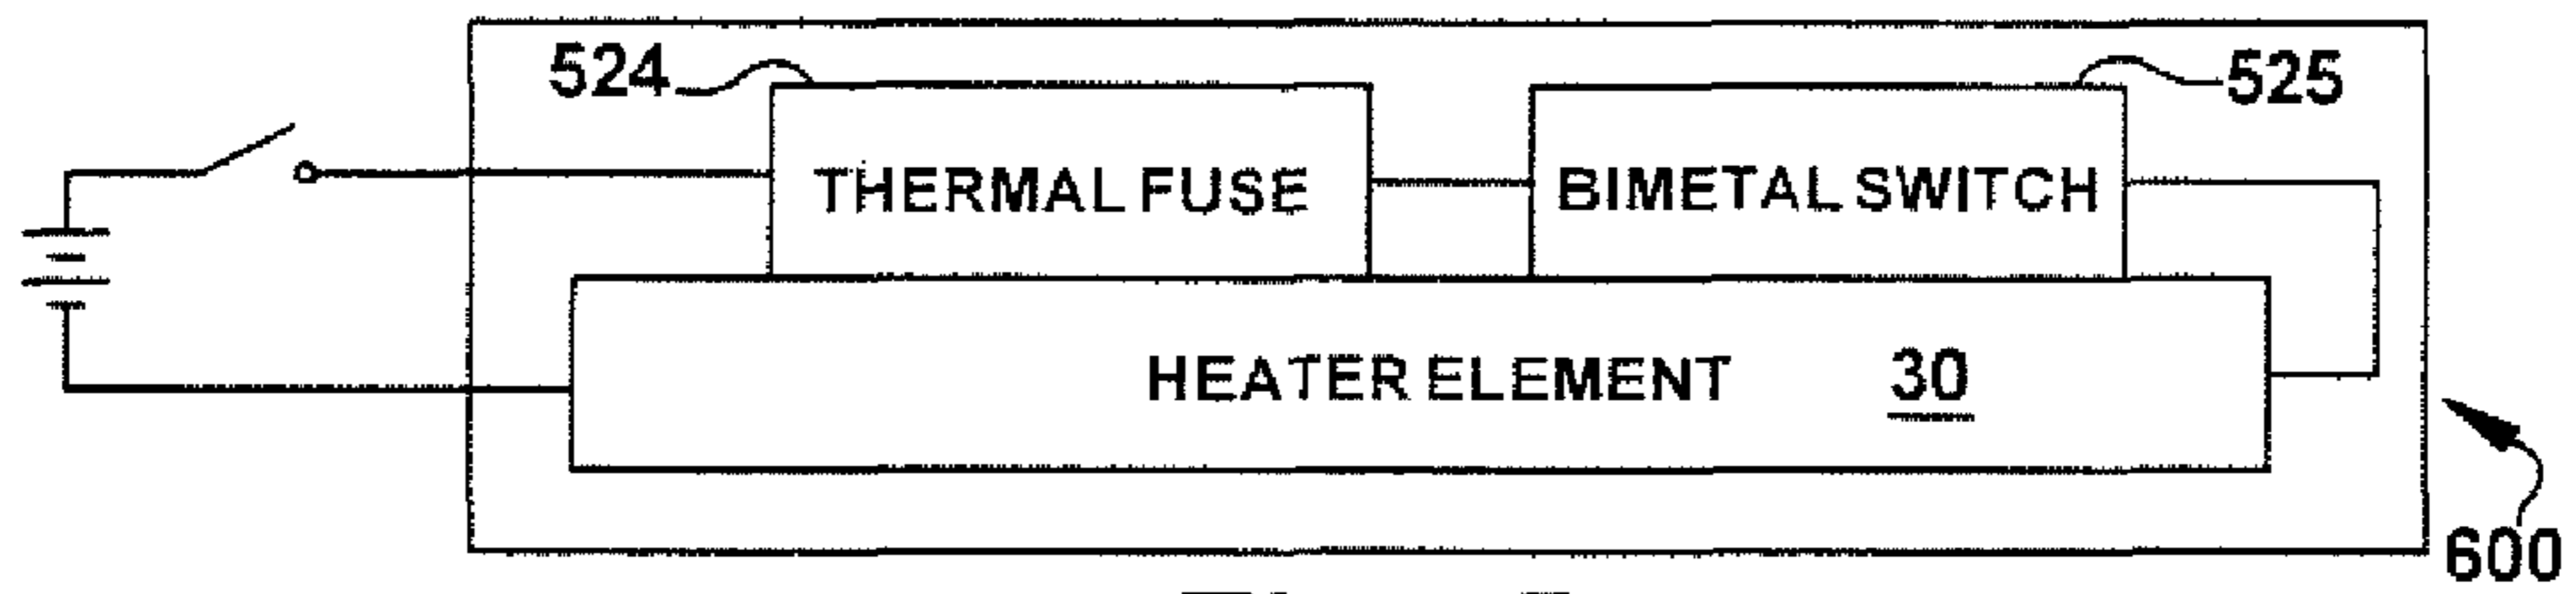 524
525
THERMAL FUSE
BIMETAL SWITCH
HEATER ELEMENT 30
600